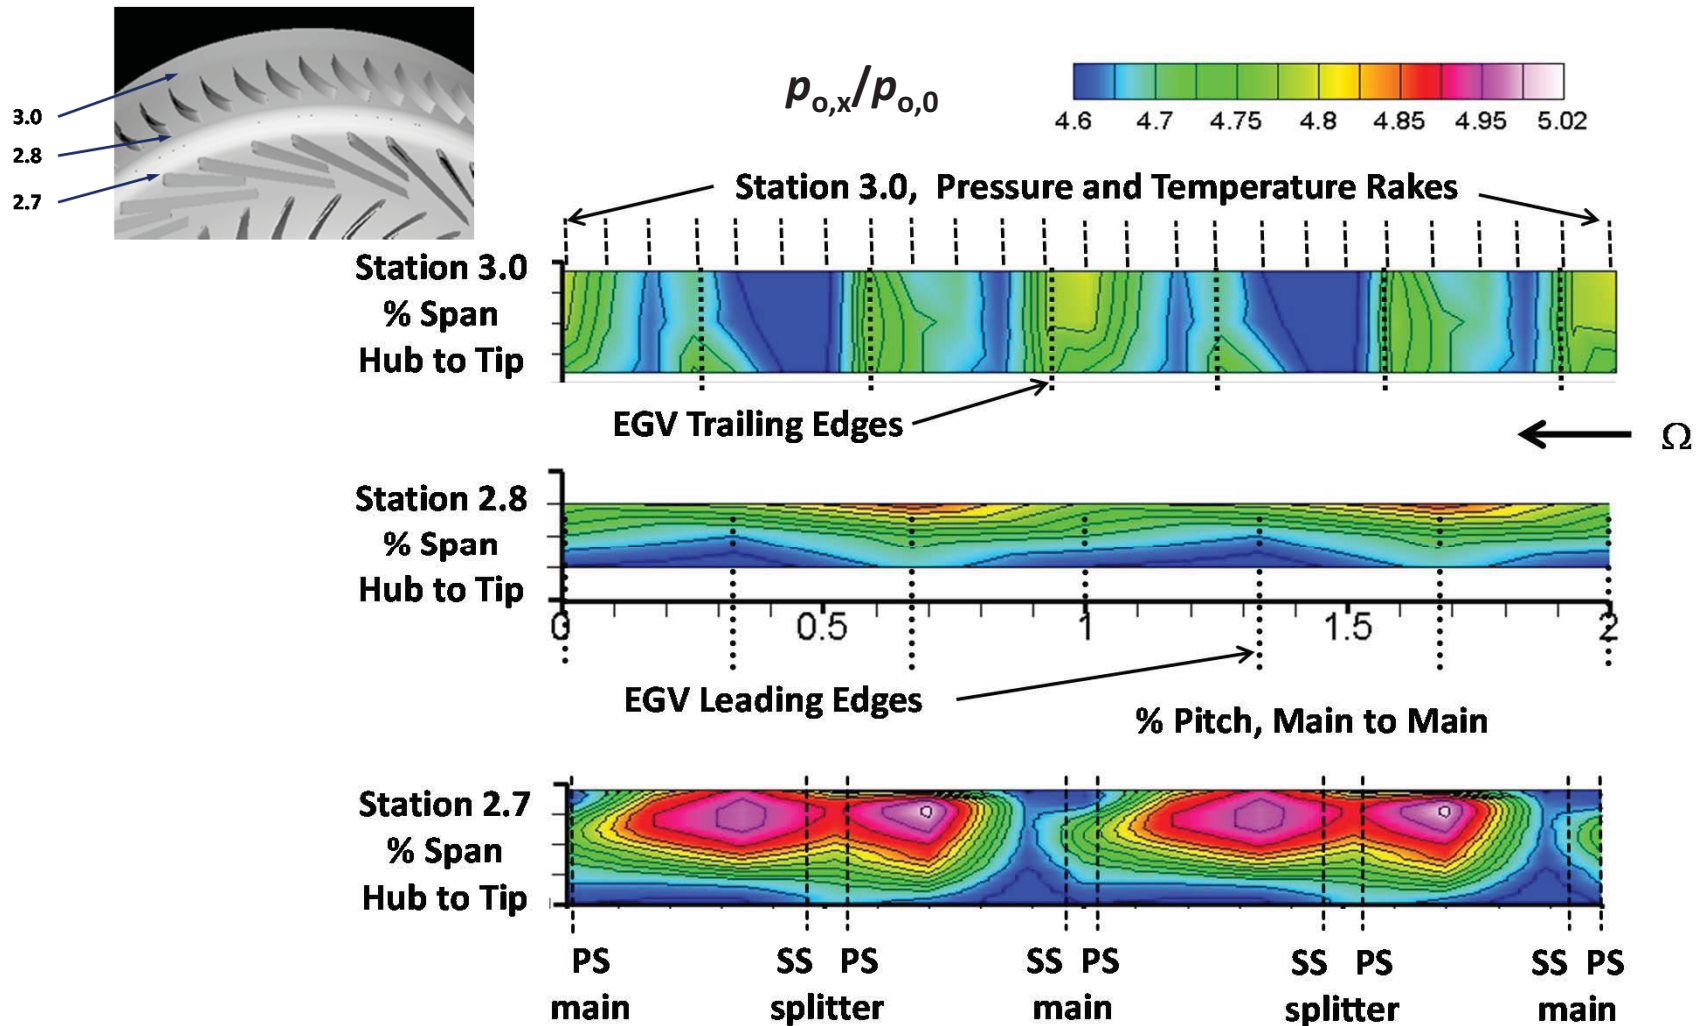 3.0
2.8
2.7
pₒ,ₓ/pₒ,₀
4.6 4.7 4.75 4.8 4.85 4.95 5.02
Station 3.0, Pressure and Temperature Rakes
Station 3.0
% Span
Hub to Tip
EGV Trailing Edges
Ω
Station 2.8
% Span
Hub to Tip
0 0.5 1 1.5 2
EGV Leading Edges
% Pitch, Main to Main
Station 2.7
% Span
Hub to Tip
PS SS PS SS PS SS PS SS PS
main splitter main splitter main